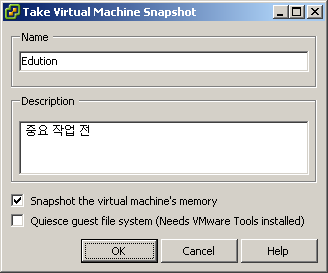 Take Virtual Machine Snapshot
Name
Edution
Description
중요 작업 전
Snapshot the virtual machine's memory
Quiesce guest file system (Needs VMware Tools installed)
OK Cancel Help